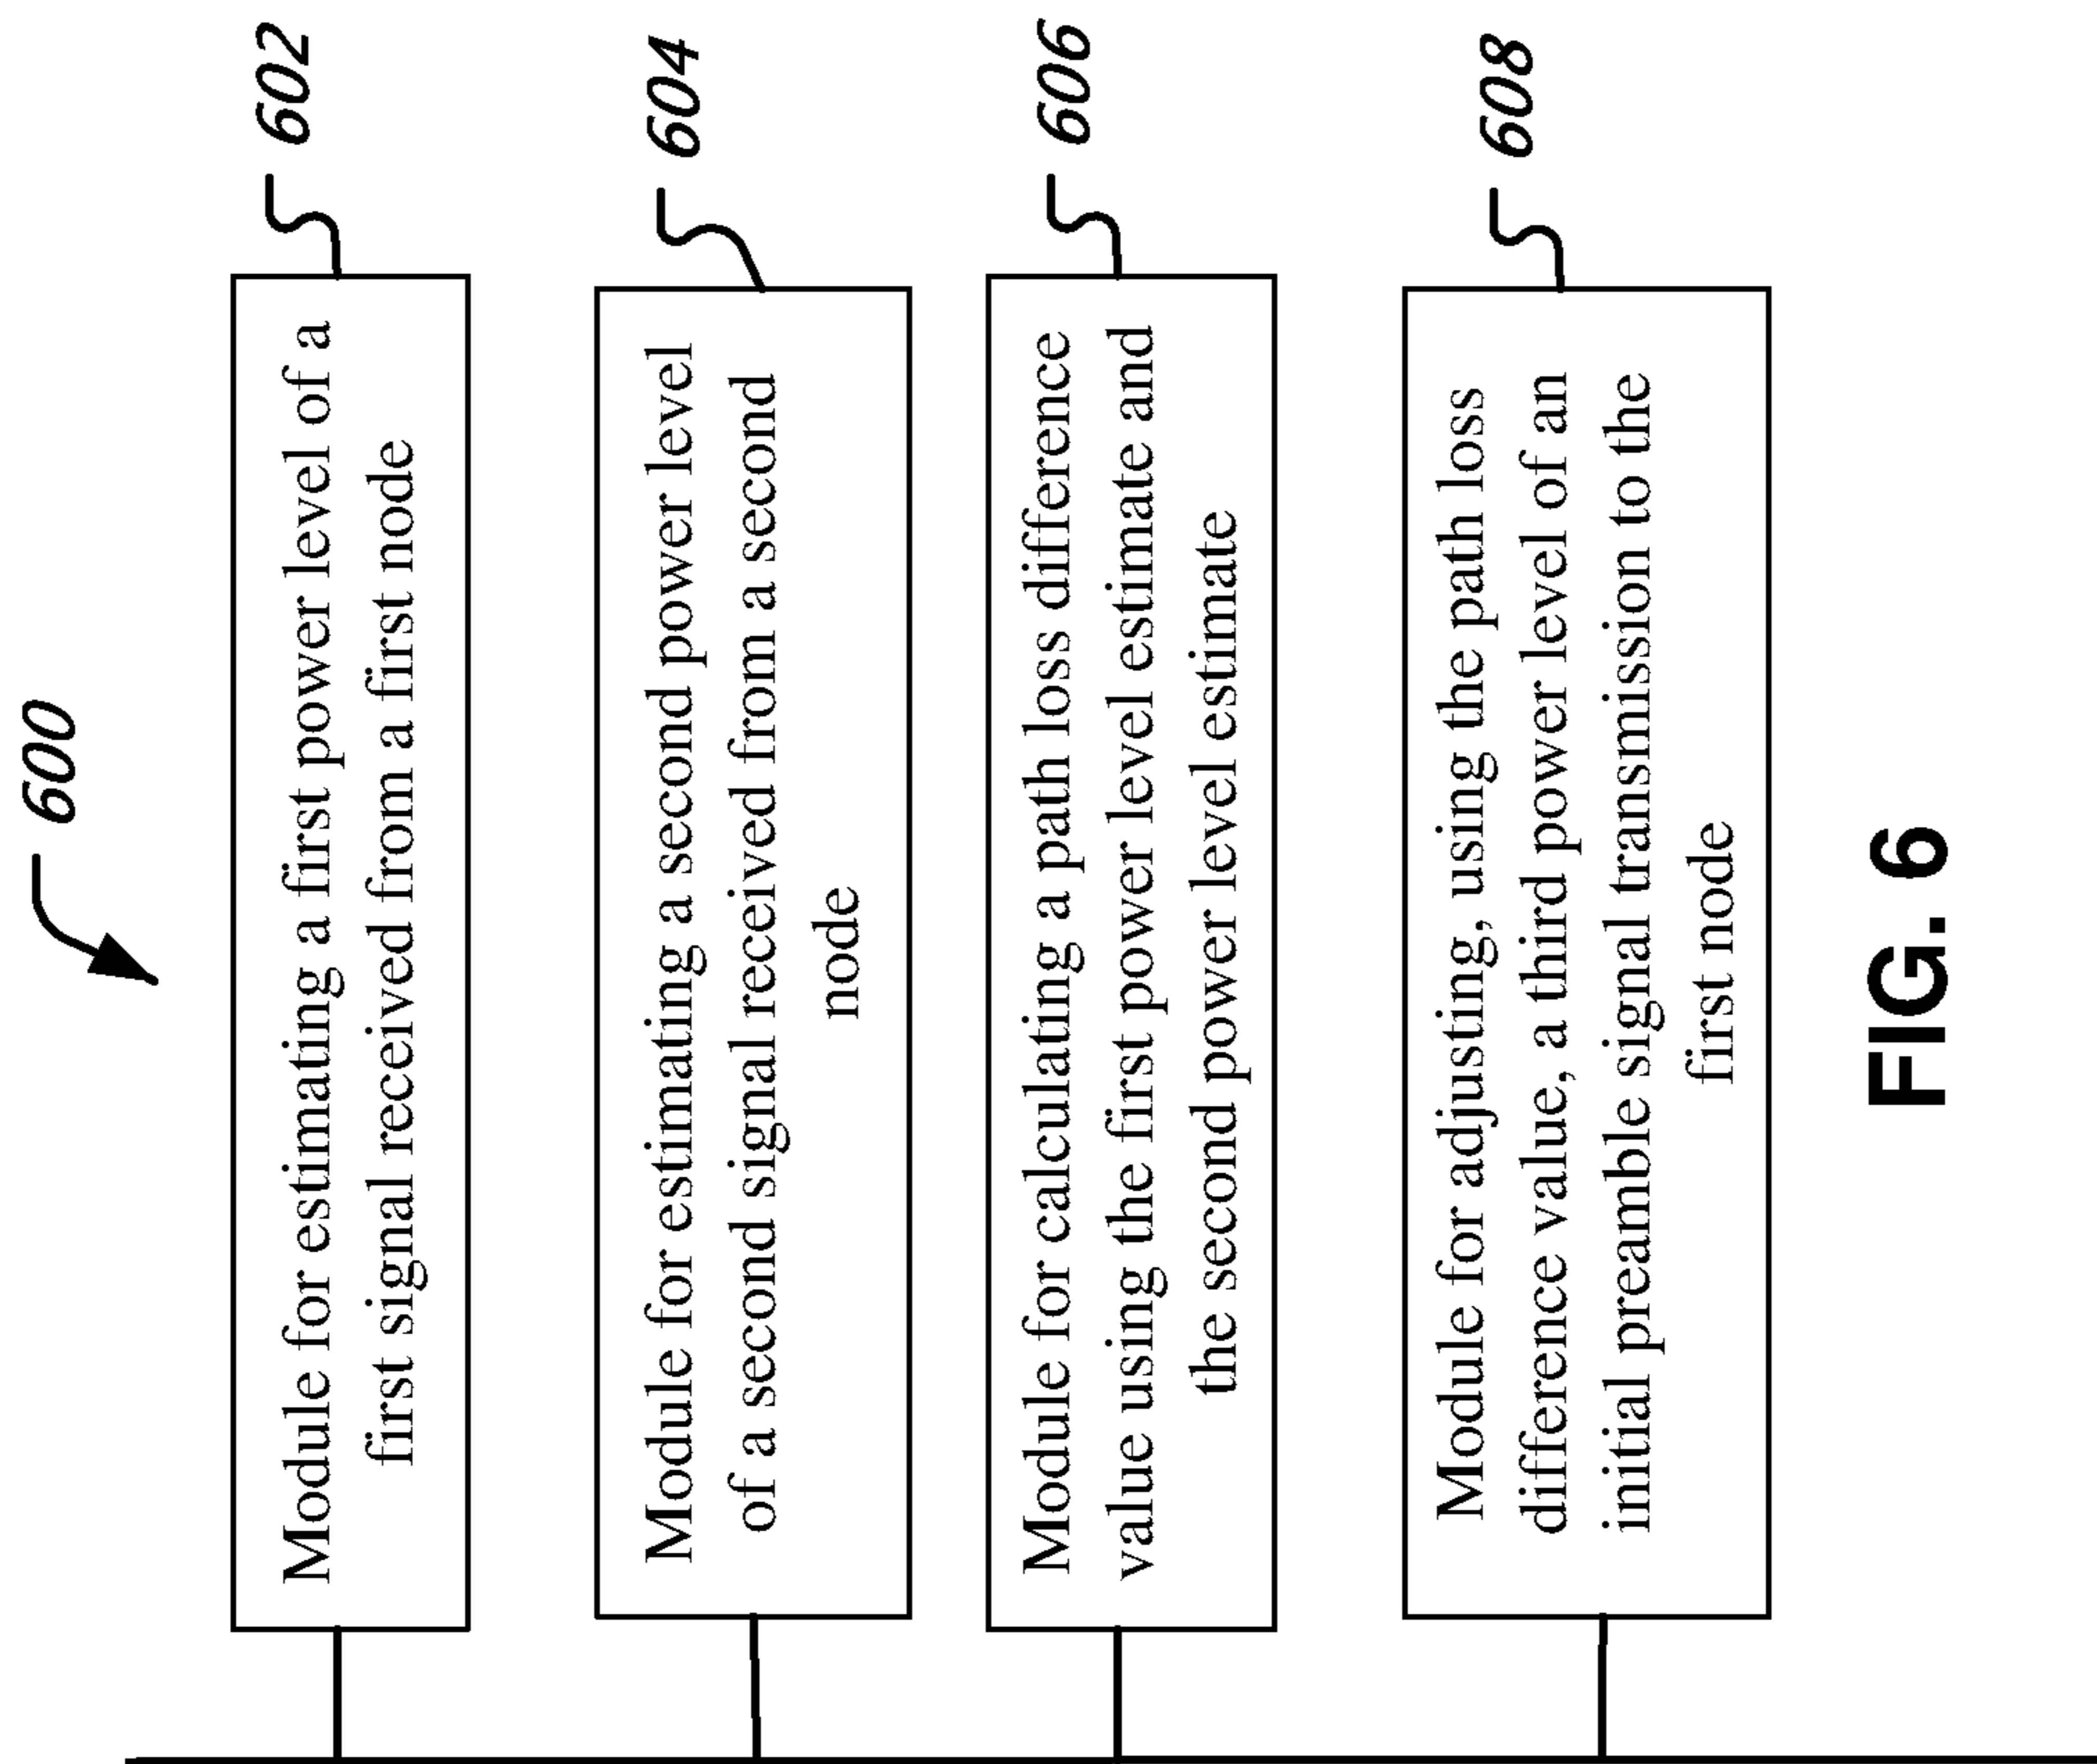 600
Module for estimating a first power level of a
first signal received from a first node
602
Module for estimating a second power level
of a second signal received from a second
node
604
Module for calculating a path loss difference
value using the first power level estimate and
the second power level estimate
606
Module for adjusting, using the path loss
difference value, a third power level of an
initial preamble signal transmission to the
first node
608
FIG. 6